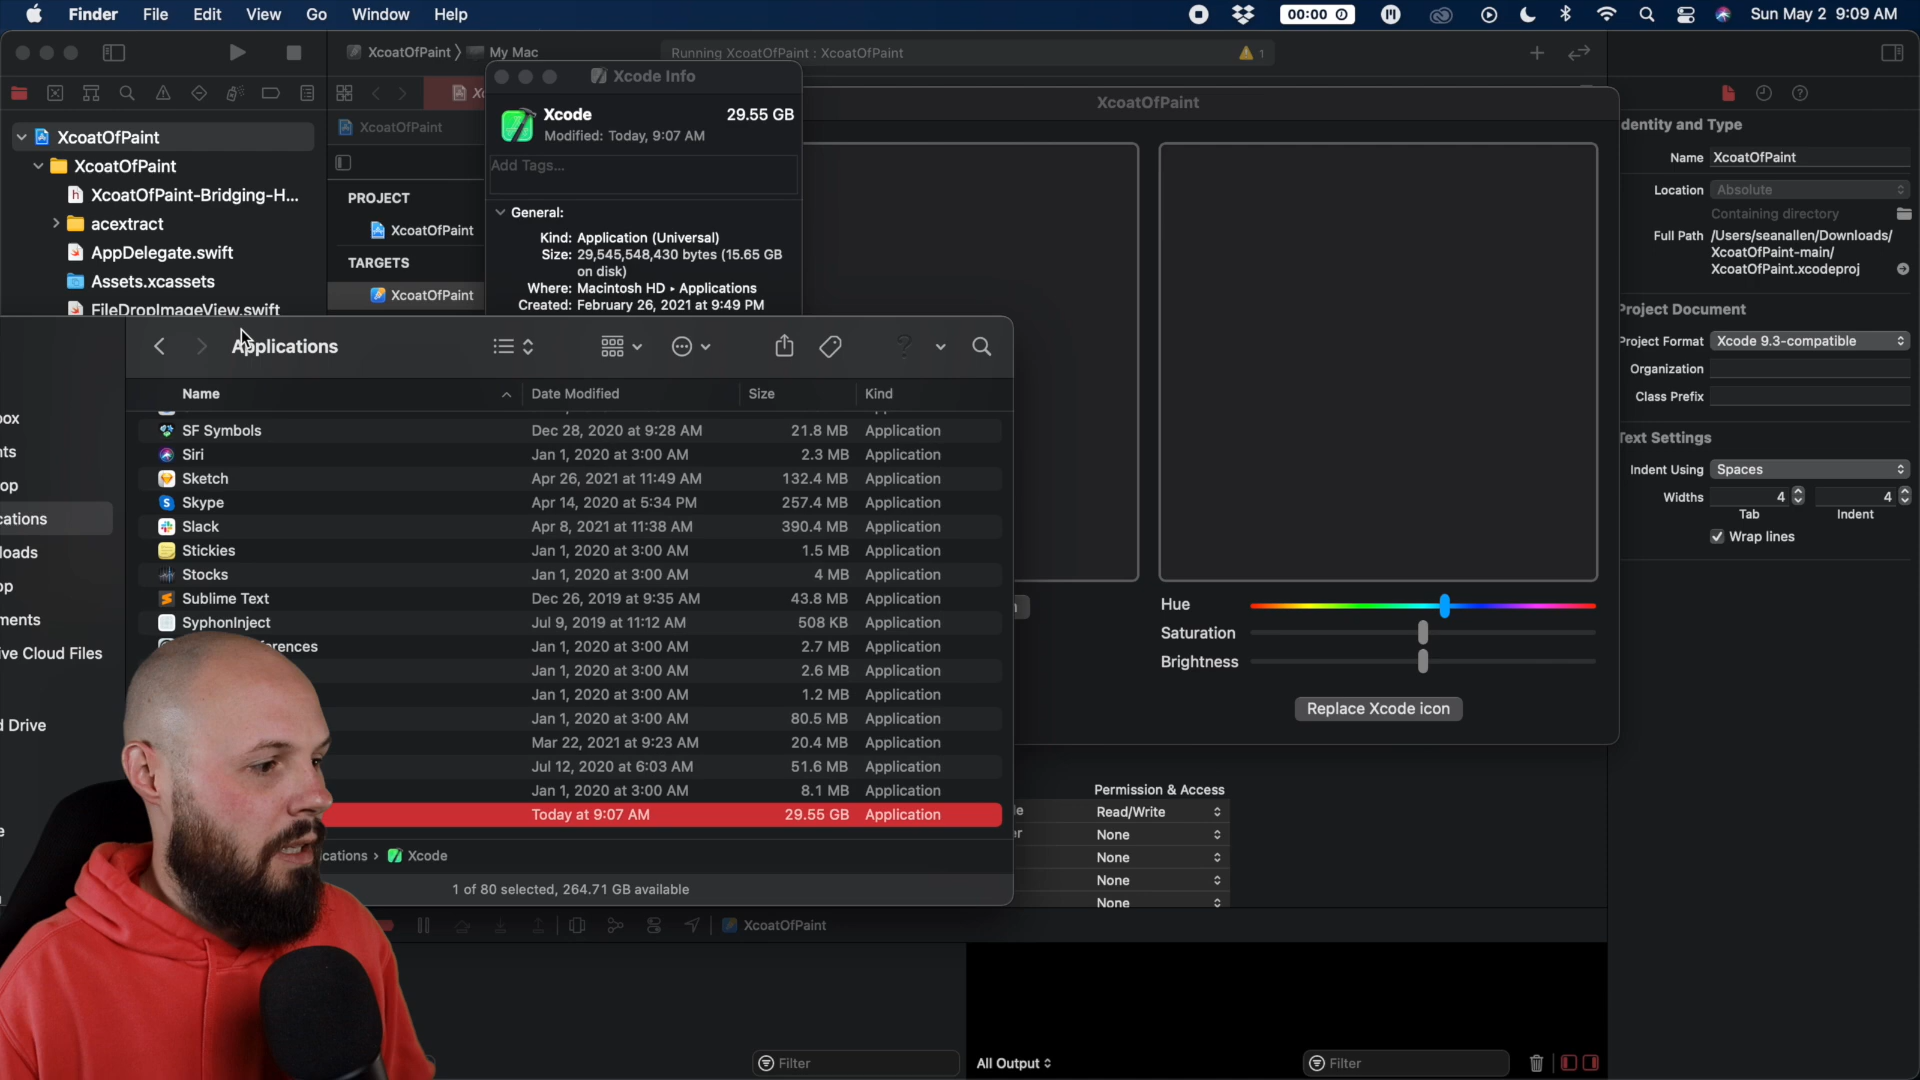 Finder File Edit View Go Window Help
00:00
Sun May 2 9:09 AM
XcoatOfPaint My Mac
Running XcoatOfPaint : XcoatOfPaint
1
Xcode Info
Xcode 29.55 GB
Modified: Today, 9:07 AM
Add Tags...
General:
Kind: Application (Universal)
Size: 29,545,548,430 bytes (15.65 GB
on disk)
Where: Macintosh HD ▸ Applications
Created: February 26, 2021 at 9:49 PM
XcoatOfPaint
XcoatOfPaint
XcoatOfPaint-Bridging-H...
acextract
AppDelegate.swift
Assets.xcassets
FileDropImageView.swift
XcoatOfPaint
PROJECT
XcoatOfPaint
TARGETS
XcoatOfPaint
XcoatOfPaint
Hue
Saturation
Brightness
Replace Xcode icon
dentity and Type
Name XcoatOfPaint
Location Absolute
Containing directory
Full Path /Users/seanallen/Downloads/
XcoatOfPaint-main/
XcoatOfPaint.xcodeproj
Project Document
Project Format Xcode 9.3-compatible
Organization
Class Prefix
Text Settings
Indent Using Spaces
Widths 4 4
Tab Indent
Wrap lines
Applications
Name Date Modified Size Kind
SF Symbols Dec 28, 2020 at 9:28 AM 21.8 MB Application
Siri Jan 1, 2020 at 3:00 AM 2.3 MB Application
Sketch Apr 26, 2021 at 11:49 AM 132.4 MB Application
Skype Apr 14, 2020 at 5:34 PM 257.4 MB Application
Slack Apr 8, 2021 at 11:38 AM 390.4 MB Application
Stickies Jan 1, 2020 at 3:00 AM 1.5 MB Application
Stocks Jan 1, 2020 at 3:00 AM 4 MB Application
Sublime Text Dec 26, 2019 at 9:35 AM 43.8 MB Application
SyphonInject Jul 9, 2019 at 11:12 AM 508 KB Application
ferences Jan 1, 2020 at 3:00 AM 2.7 MB Application
Jan 1, 2020 at 3:00 AM 2.6 MB Application
Jan 1, 2020 at 3:00 AM 1.2 MB Application
Jan 1, 2020 at 3:00 AM 80.5 MB Application
Mar 22, 2021 at 9:23 AM 20.4 MB Application
Jul 12, 2020 at 6:03 AM 51.6 MB Application
Jan 1, 2020 at 3:00 AM 8.1 MB Application
Today at 9:07 AM 29.55 GB Application
cations › Xcode
1 of 80 selected, 264.71 GB available
ox
ts
op
cations
loads
op
ments
ive Cloud Files
d Drive
e
Permission & Access
Read/Write
None
None
None
None
XcoatOfPaint
Filter
All Output
Filter